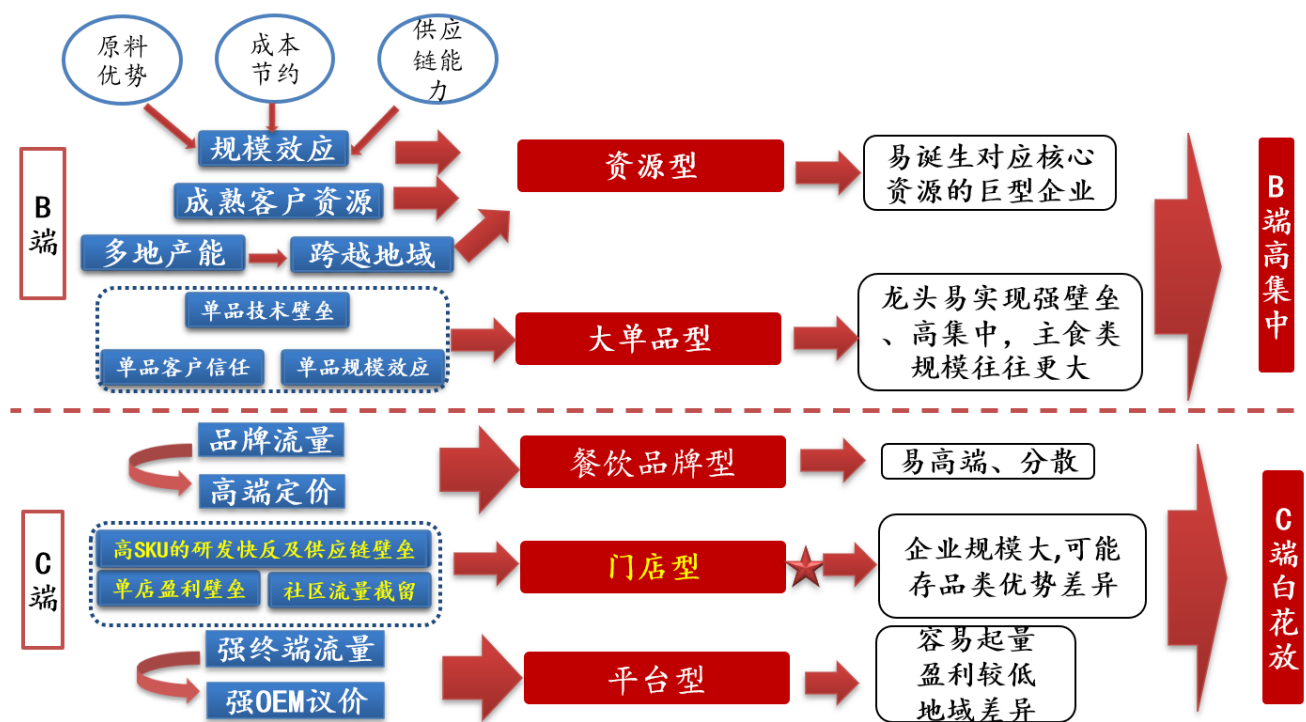 原料
优势
成本
节约
供应
链能
力
规模效应
成熟客户资源
多地产能
跨越地域
B
端
资源型
易诞生对应核心
资源的巨型企业
单品技术壁垒
单品客户信任
单品规模效应
大单品型
龙头易实现强壁垒
、高集中，主食类
规模往往更大
B
端
高
集
中
品牌流量
高端定价
餐饮品牌型
易高端、分散
C
端
高SKU的研发快反及供应链壁垒
单店盈利壁垒
社区流量截留
门店型
企业规模大,可能
存品类优势差异
强终端流量
强OEM议价
平台型
容易起量
盈利较低
地域差异
C
端
白
花
放